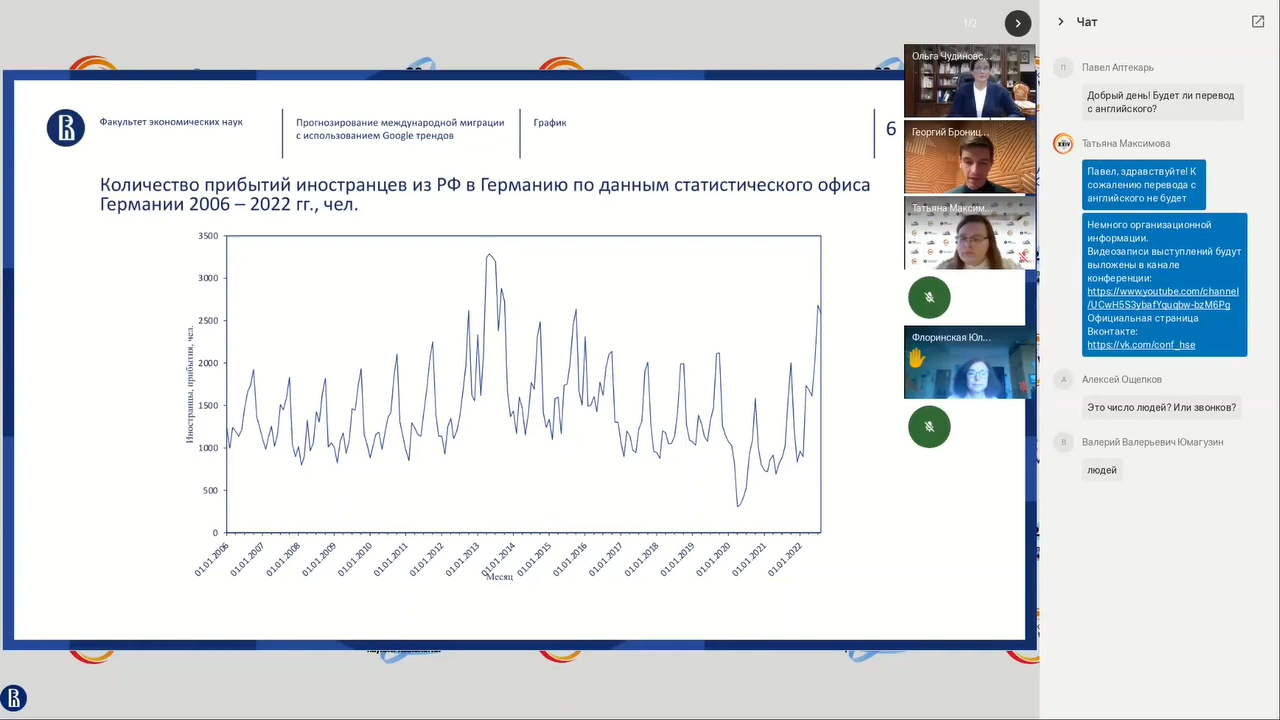 1/2
Чат
Факультет экономических наук
Прогнозирование международной миграции
с использованием Google трендов
График
6
Количество прибытий иностранцев из РФ в Германию по данным статистического офиса
Германии 2006 – 2022 гг., чел.
Иностранцы, прибытия, чел.
3500
3000
2500
2000
1500
1000
500
0
01.01.2006
01.01.2007
01.01.2008
01.01.2009
01.01.2010
01.01.2011
01.01.2012
01.01.2013
01.01.2014
01.01.2015
01.01.2016
01.01.2017
01.01.2018
01.01.2019
01.01.2020
01.01.2021
01.01.2022
Месяц
Ольга Чудиновс...
Георгий Брониц...
Татьяна Максим...
Флоринская Юл...
П
Павел Аптекарь
Добрый день! Будет ли перевод
с английского?
XXIV
Татьяна Максимова
Павел, здравствуйте! К
сожалению перевода с
английского не будет
Немного организационной
информации.
Видеозаписи выступлений будут
выложены в канале
конференции:
https://www.youtube.com/channel
/UCwH5S3ybafYquqbw-bzM6Pg
Официальная страница
Вконтакте:
https://vk.com/conf_hse
А
Алексей Ощепков
Это число людей? Или звонков?
В
Валерий Валерьевич Юмагузин
людей